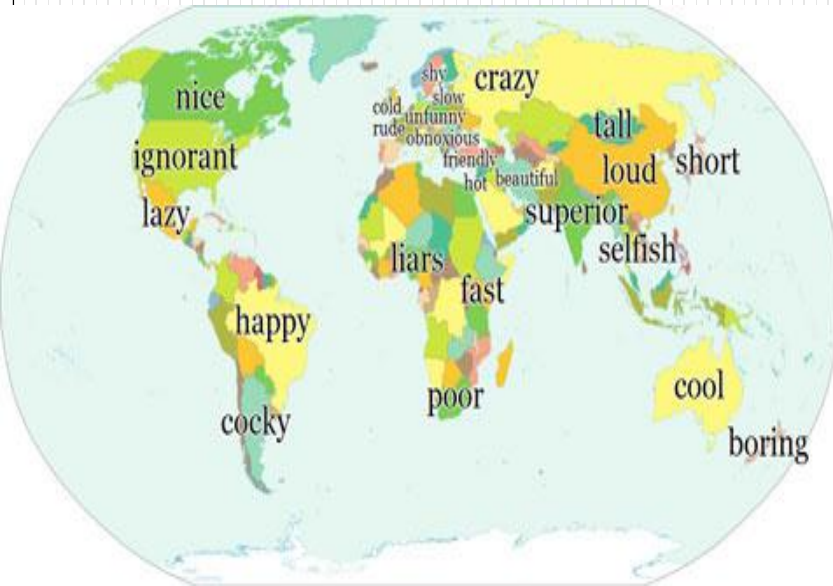 nice
ignorant
lazy
happy
cocky
shy
crazy
slow
cold
unfunny
rude
obnoxious
friendly
hot
beautiful
tall
loud
short
superior
selfish
liars
fast
poor
cool
boring